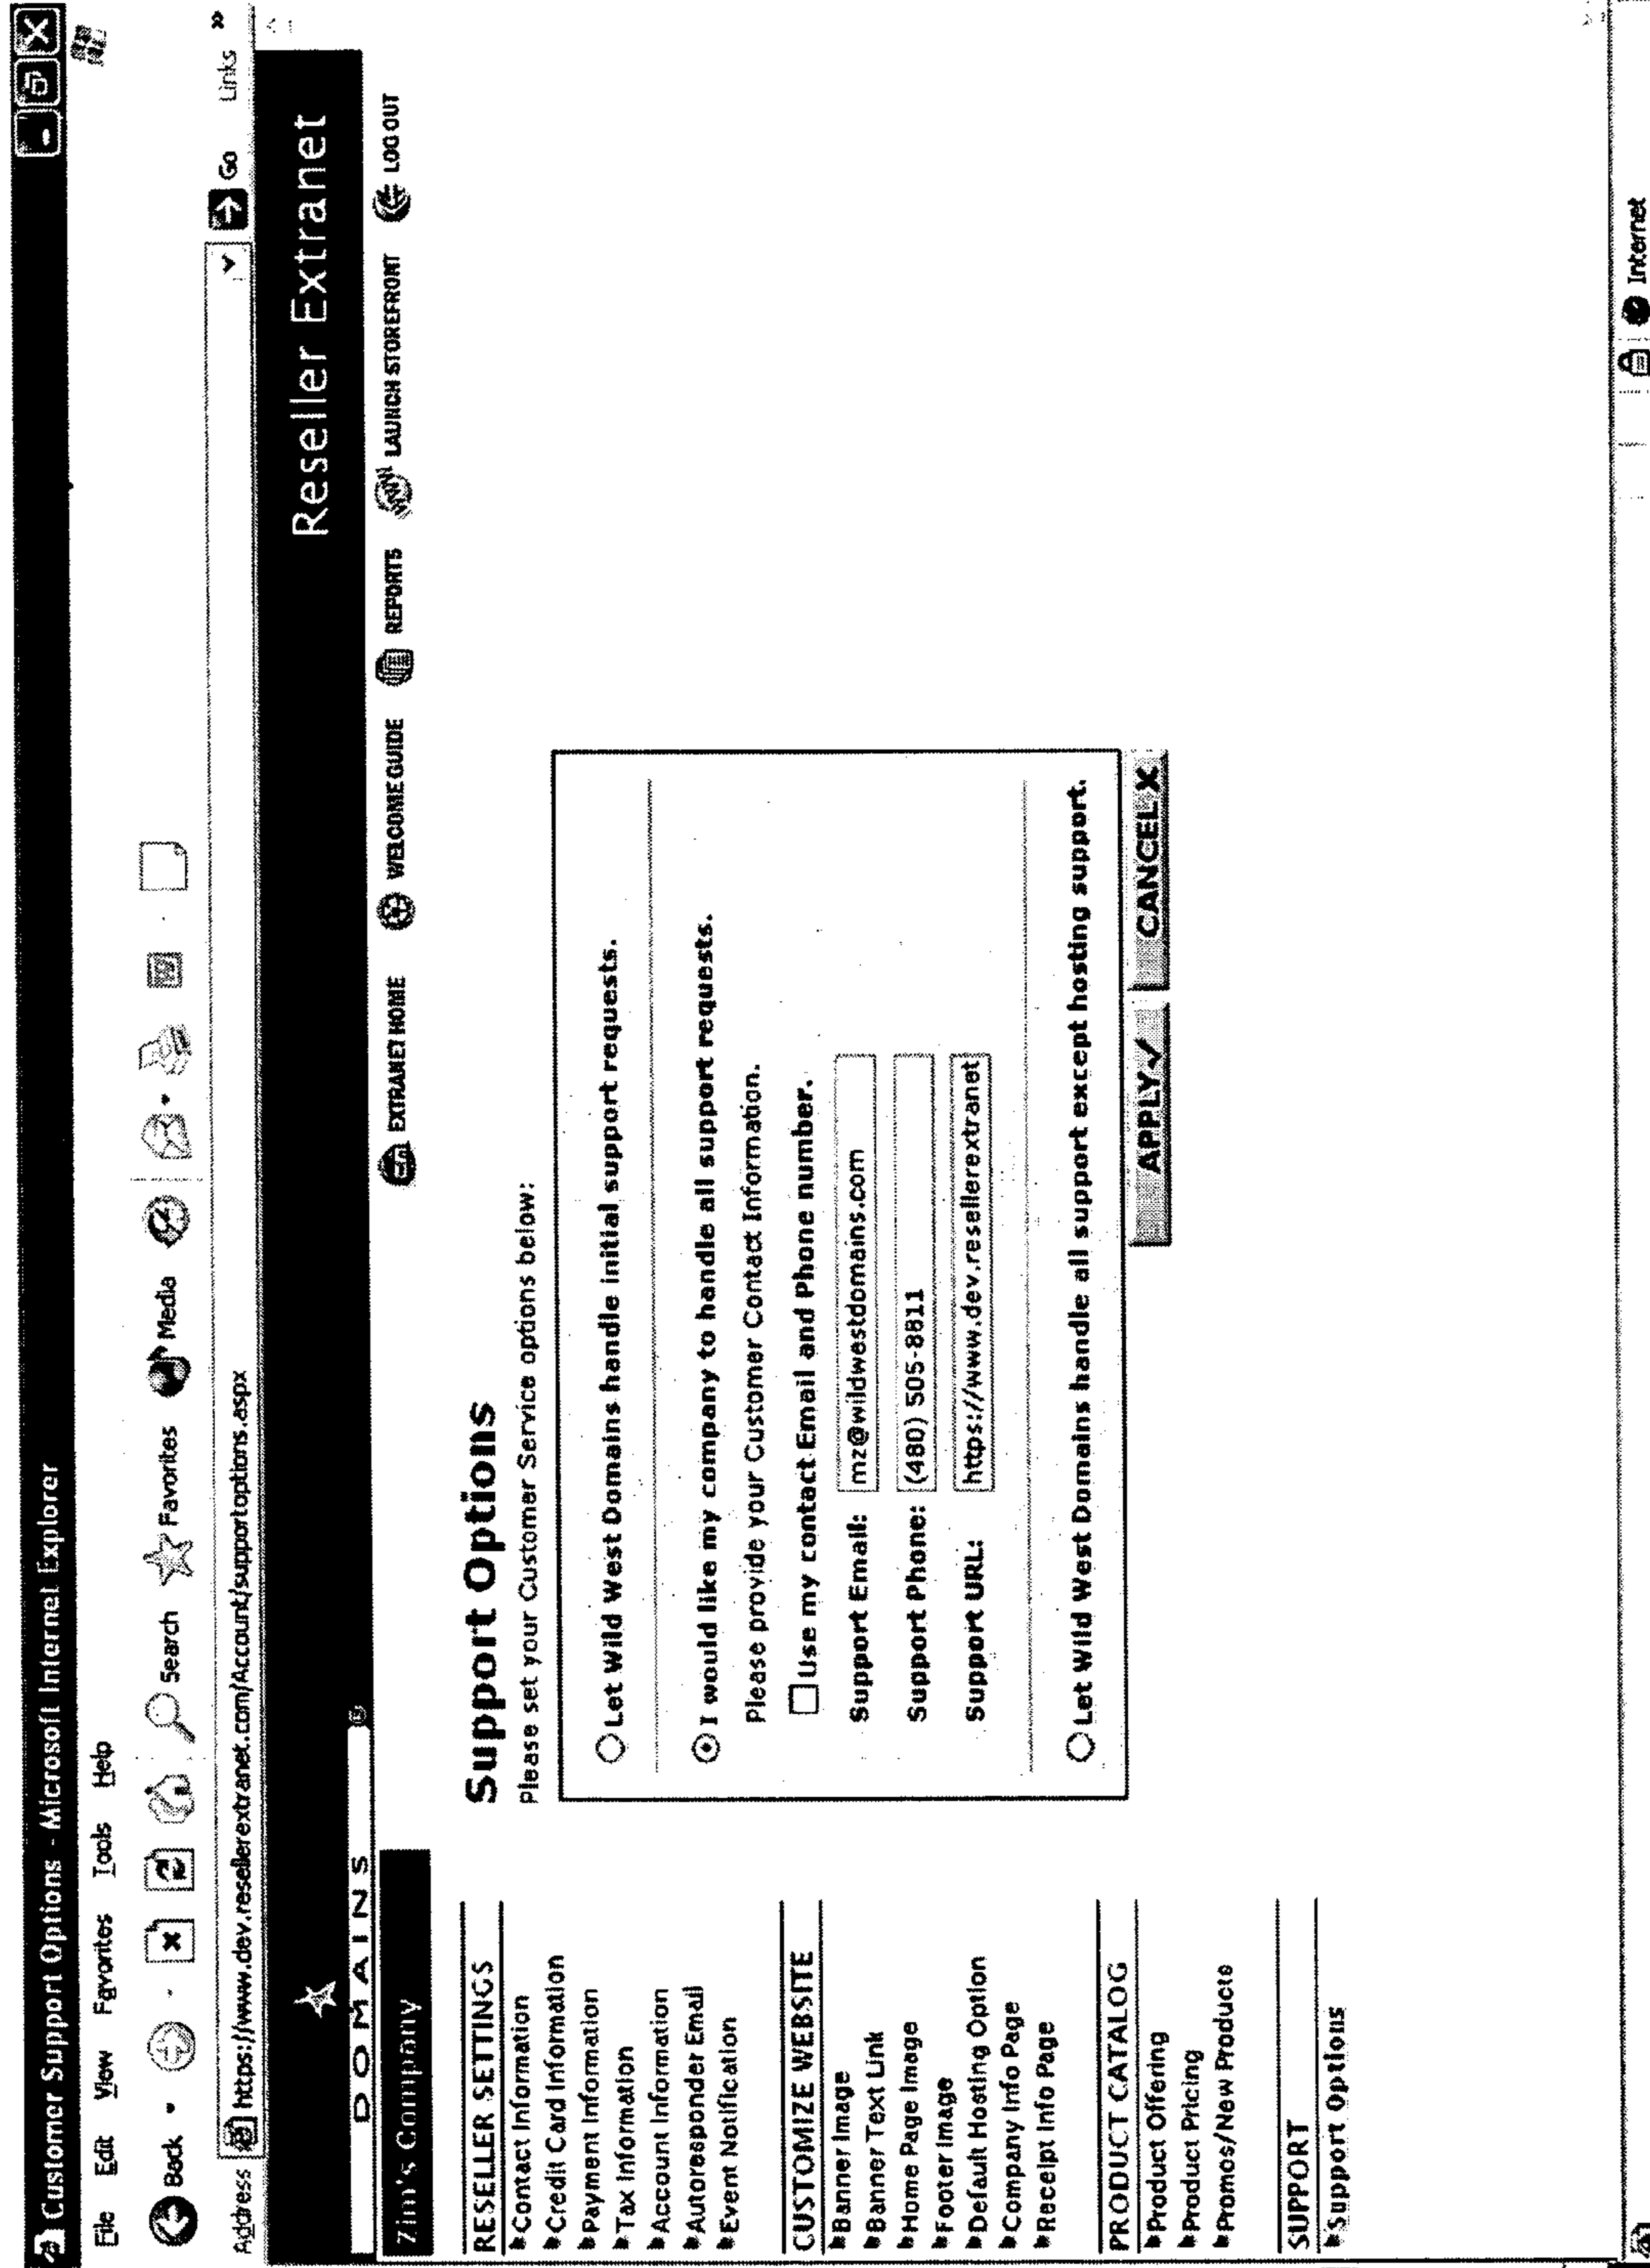 Customer Support Options - Microsoft Internet Explorer
File Edit View Favorites Tools Help
Back Search Favorites Media
Address https://www.dev.resellerextranet.com/Account/supportoptions.aspx Go Links »
DOMAINS ®
Reseller Extranet
Zim's Company
EXTRANET HOME WELCOME GUIDE REPORTS WWW LAUNCH STOREFRONT LOG OUT
RESELLER SETTINGS
Contact Information
Credit Card Information
Payment Information
Tax Information
Account Information
Autoresponder Email
Event Notification
CUSTOMIZE WEBSITE
Banner Image
Banner Text Link
Home Page Image
Footer Image
Default Hosting Option
Company Info Page
Receipt Info Page
PRODUCT CATALOG
Product Offering
Product Pricing
Promos/New Products
SUPPORT
Support Options
Support Options
Please set your Customer Service options below:
Let Wild West Domains handle initial support requests.
I would like my company to handle all support requests.
Please provide your Customer Contact Information.
Use my contact Email and Phone number.
Support Email: mz@wildwestdomains.com
Support Phone: (480) 505-8811
Support URL: https://www.dev.resellerextranet
Let Wild West Domains handle all support except hosting support.
APPLY✓ CANCEL X
Internet